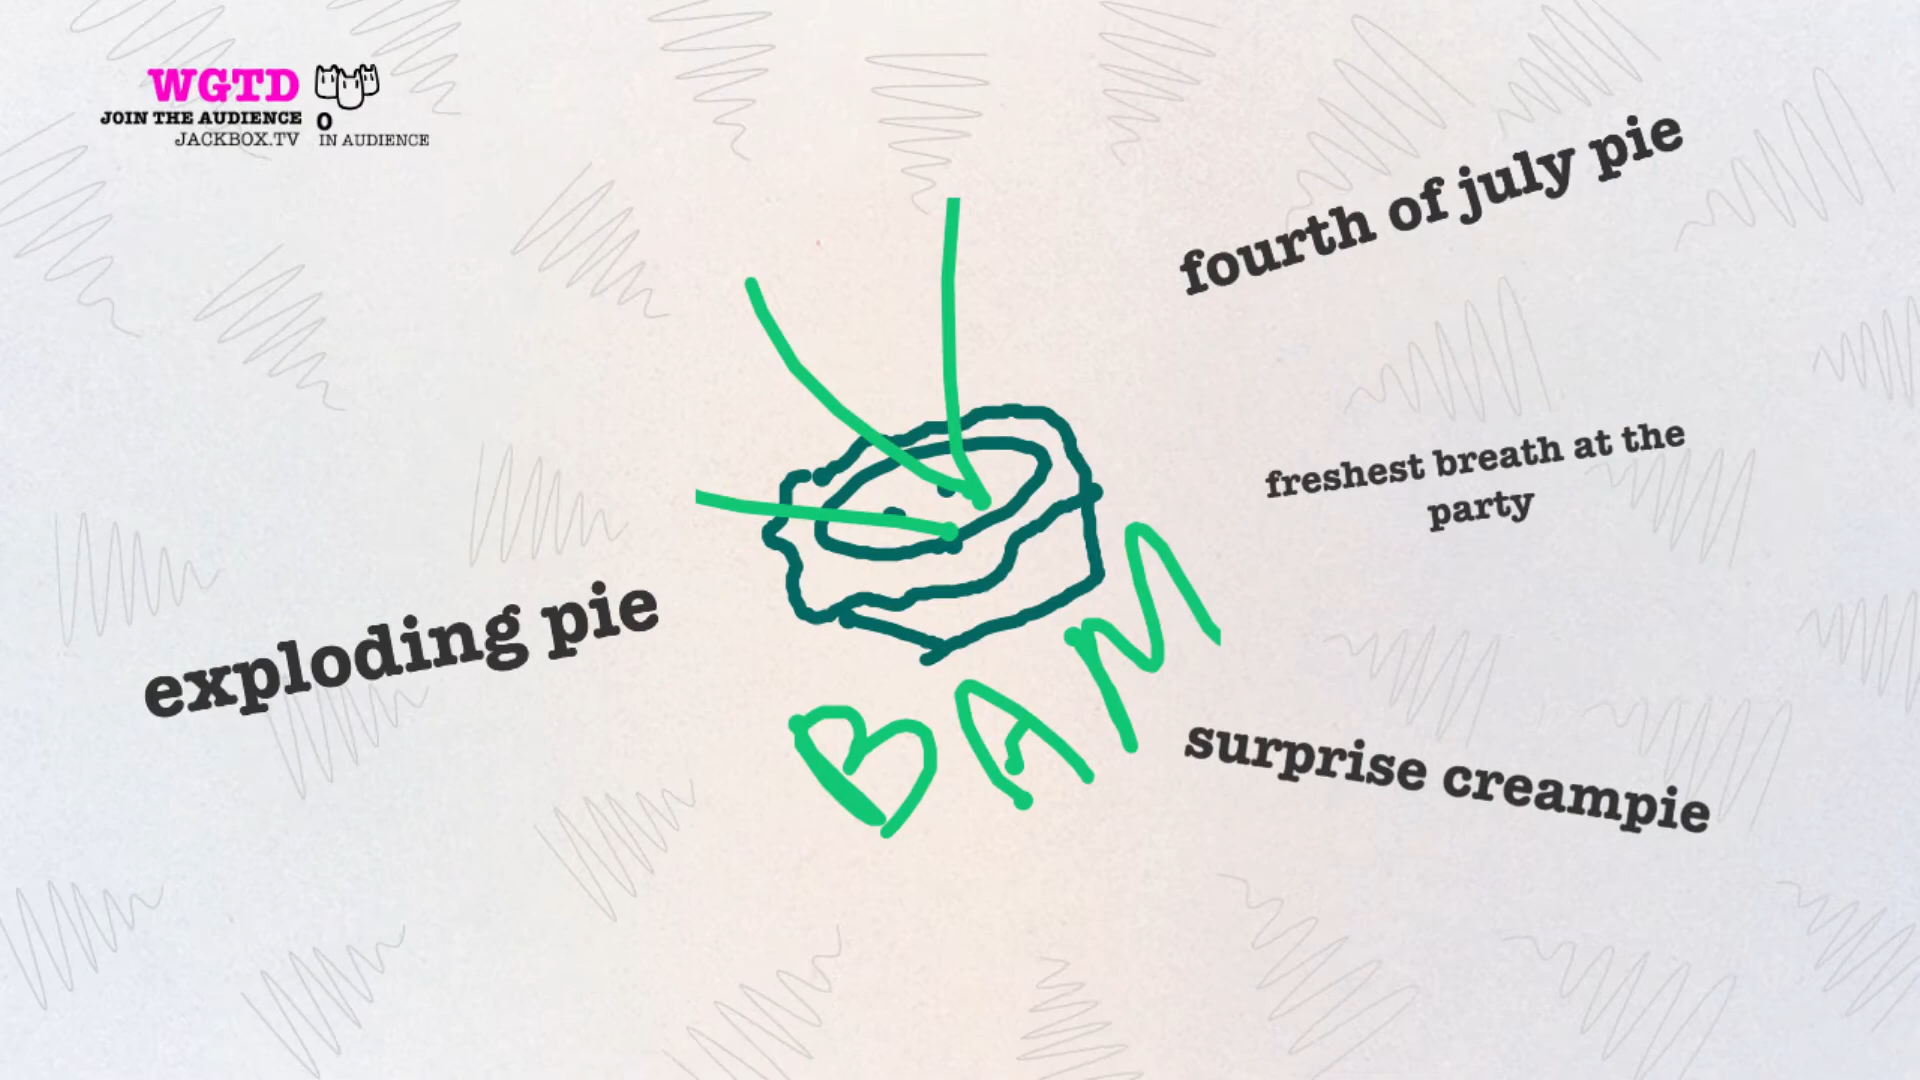 WGTD
JOIN THE AUDIENCE
JACKBOX.TV
0
IN AUDIENCE
fourth of july pie
freshest breath at the
party
exploding pie
surprise creampie
BAM